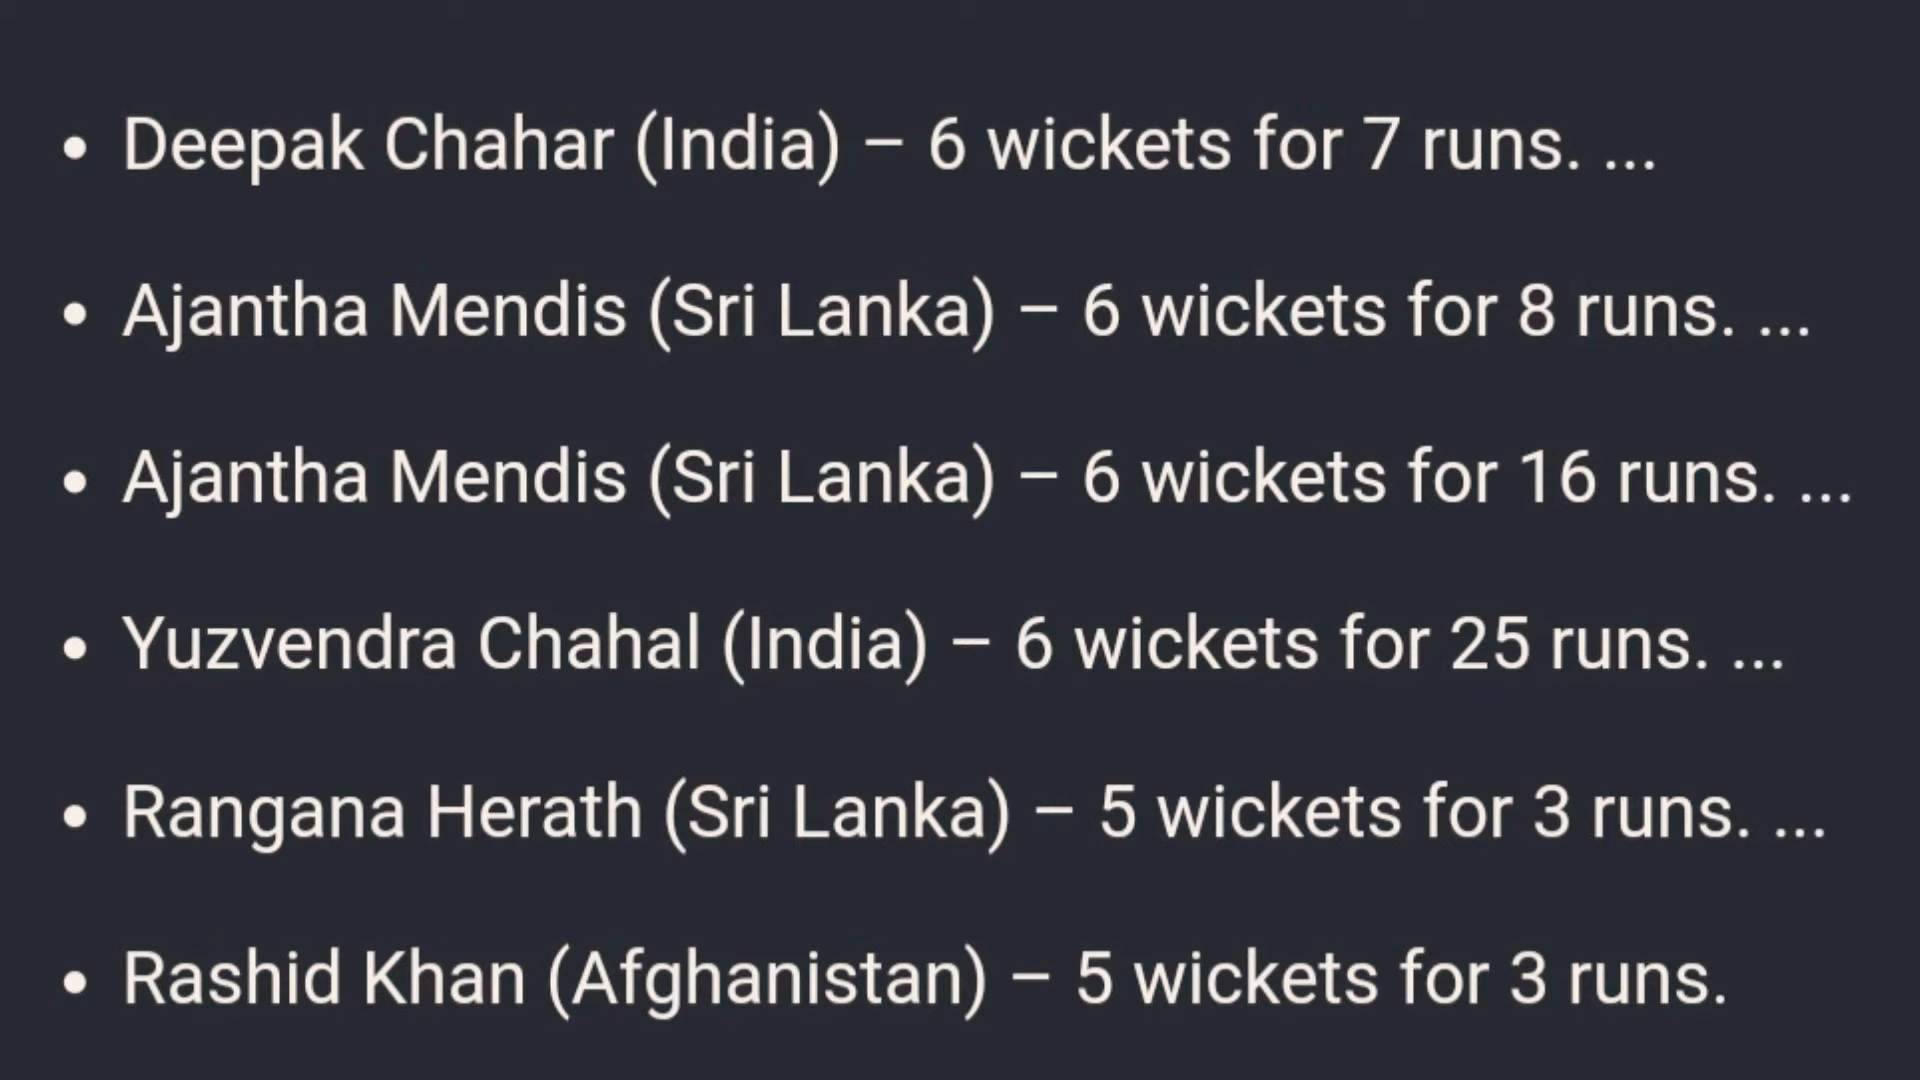 • Deepak Chahar (India) – 6 wickets for 7 runs. ...
• Ajantha Mendis (Sri Lanka) – 6 wickets for 8 runs. ...
• Ajantha Mendis (Sri Lanka) – 6 wickets for 16 runs. ...
• Yuzvendra Chahal (India) – 6 wickets for 25 runs. ...
• Rangana Herath (Sri Lanka) – 5 wickets for 3 runs. ...
• Rashid Khan (Afghanistan) – 5 wickets for 3 runs.